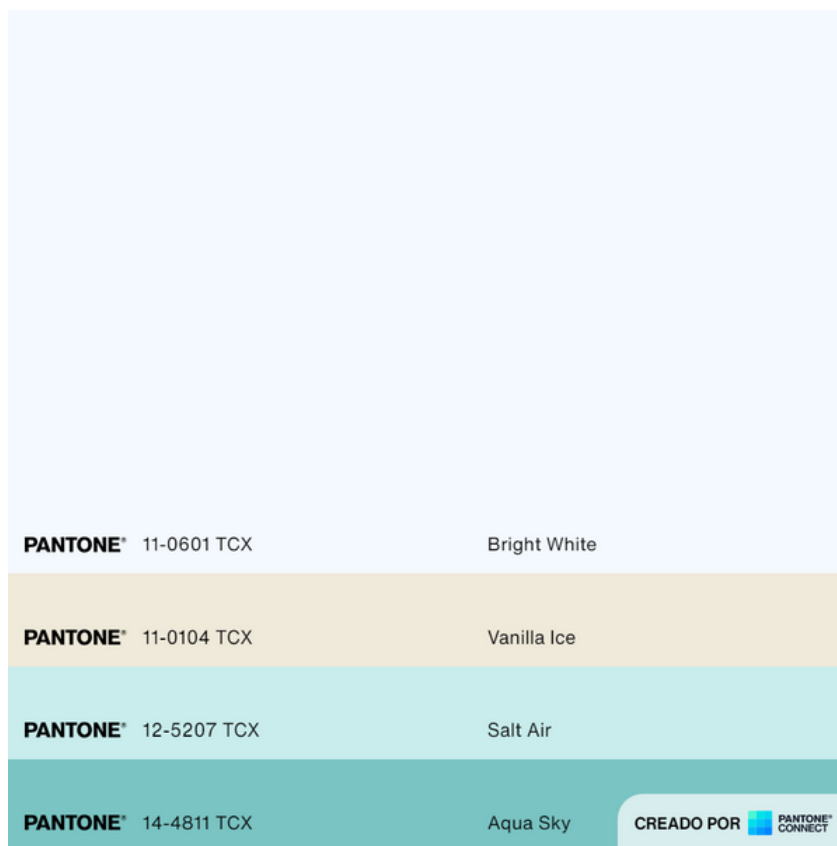 PANTONE® 11-0601 TCX Bright White
PANTONE® 11-0104 TCX Vanilla Ice
PANTONE® 12-5207 TCX Salt Air
PANTONE® 14-4811 TCX Aqua Sky
CREADO POR PANTONE® CONNECT